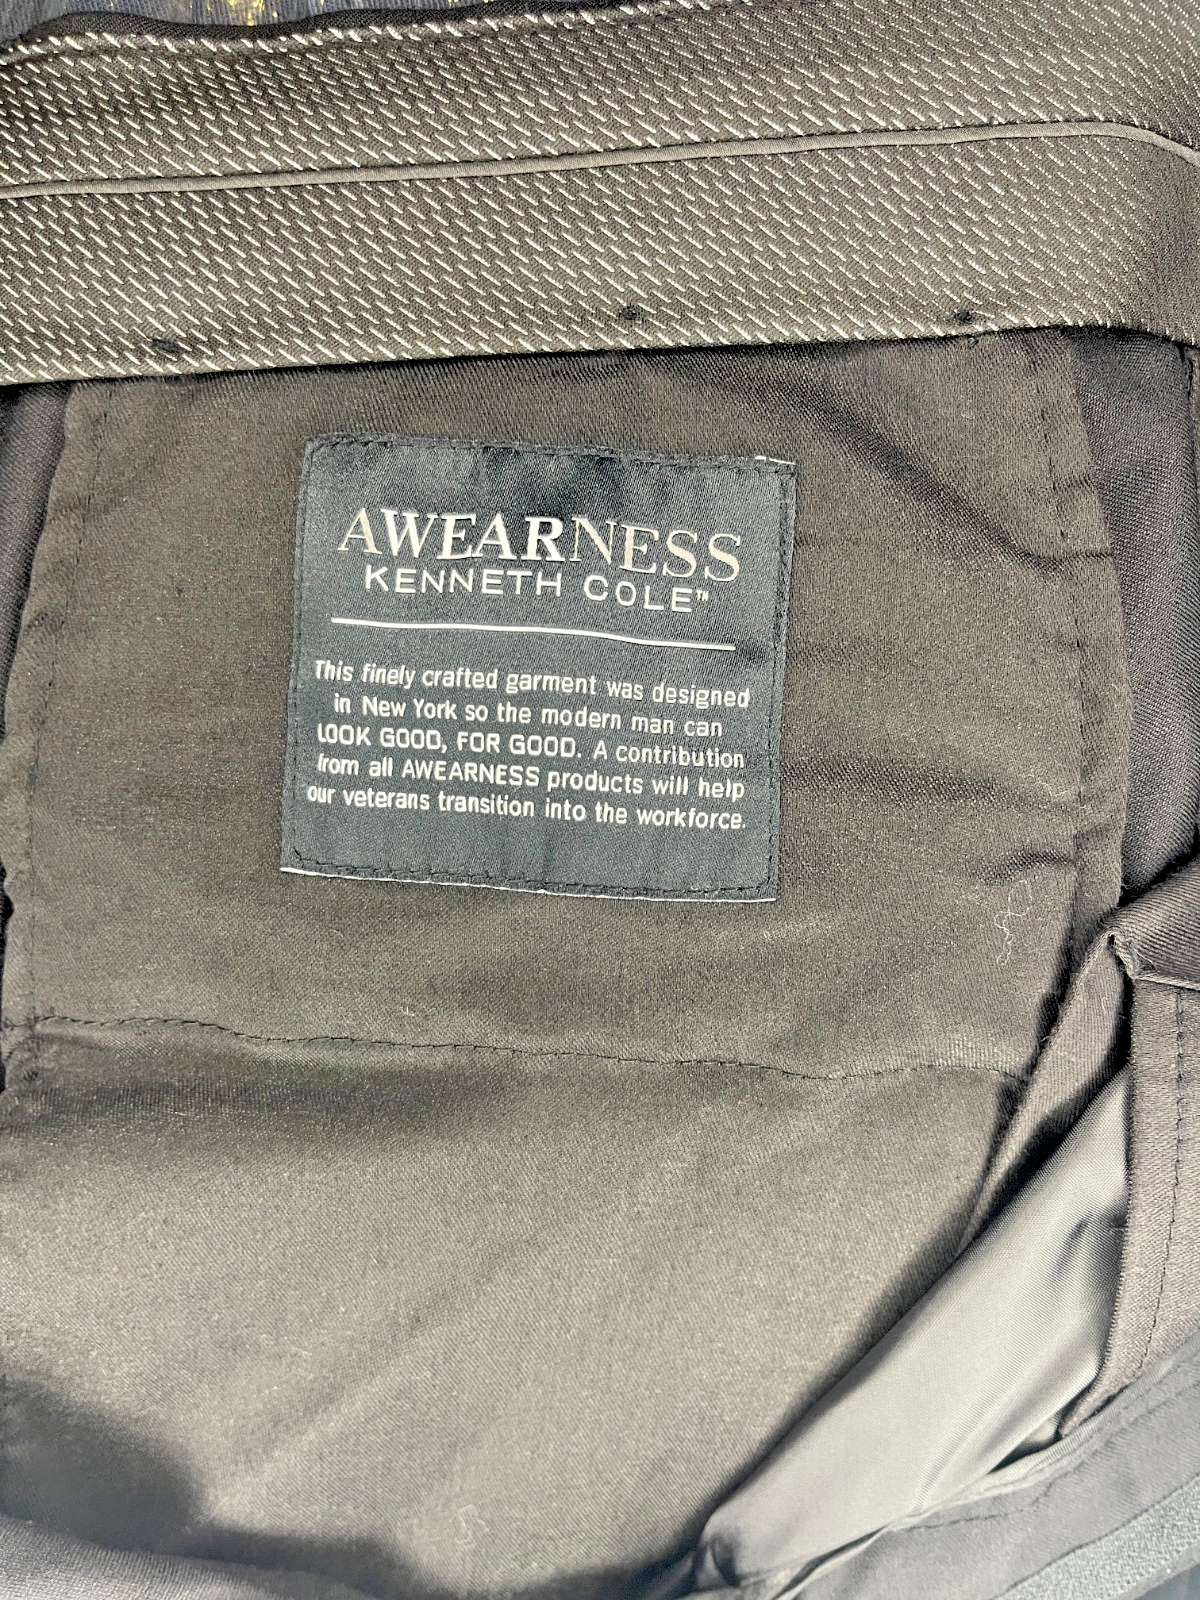 AWEARNESS
KENNETH COLE™
This finely crafted garment was designed
in New York so the modern man can
LOOK GOOD, FOR GOOD. A contribution
from all AWEARNESS products will help
our veterans transition into the workforce.